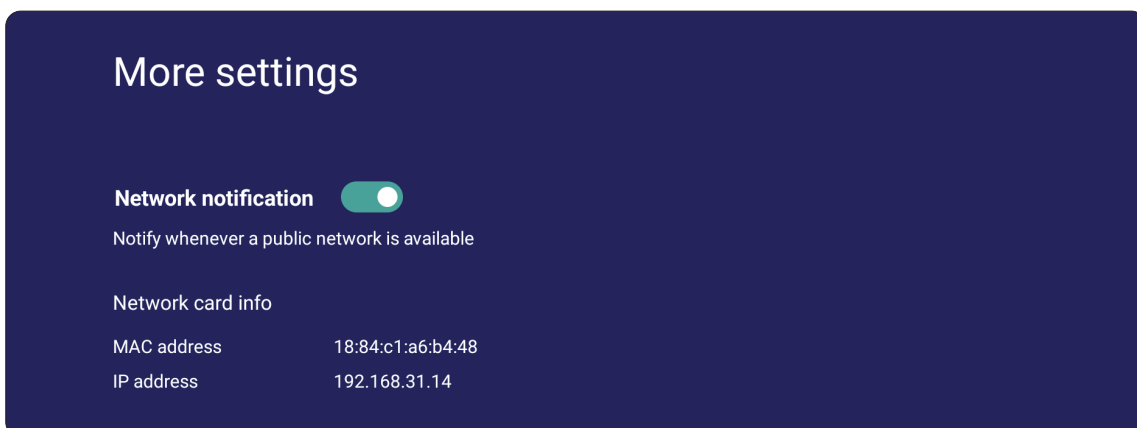 More settings
Network notification
Notify whenever a public network is available
Network card info
MAC address 18:84:c1:a6:b4:48
IP address 192.168.31.14